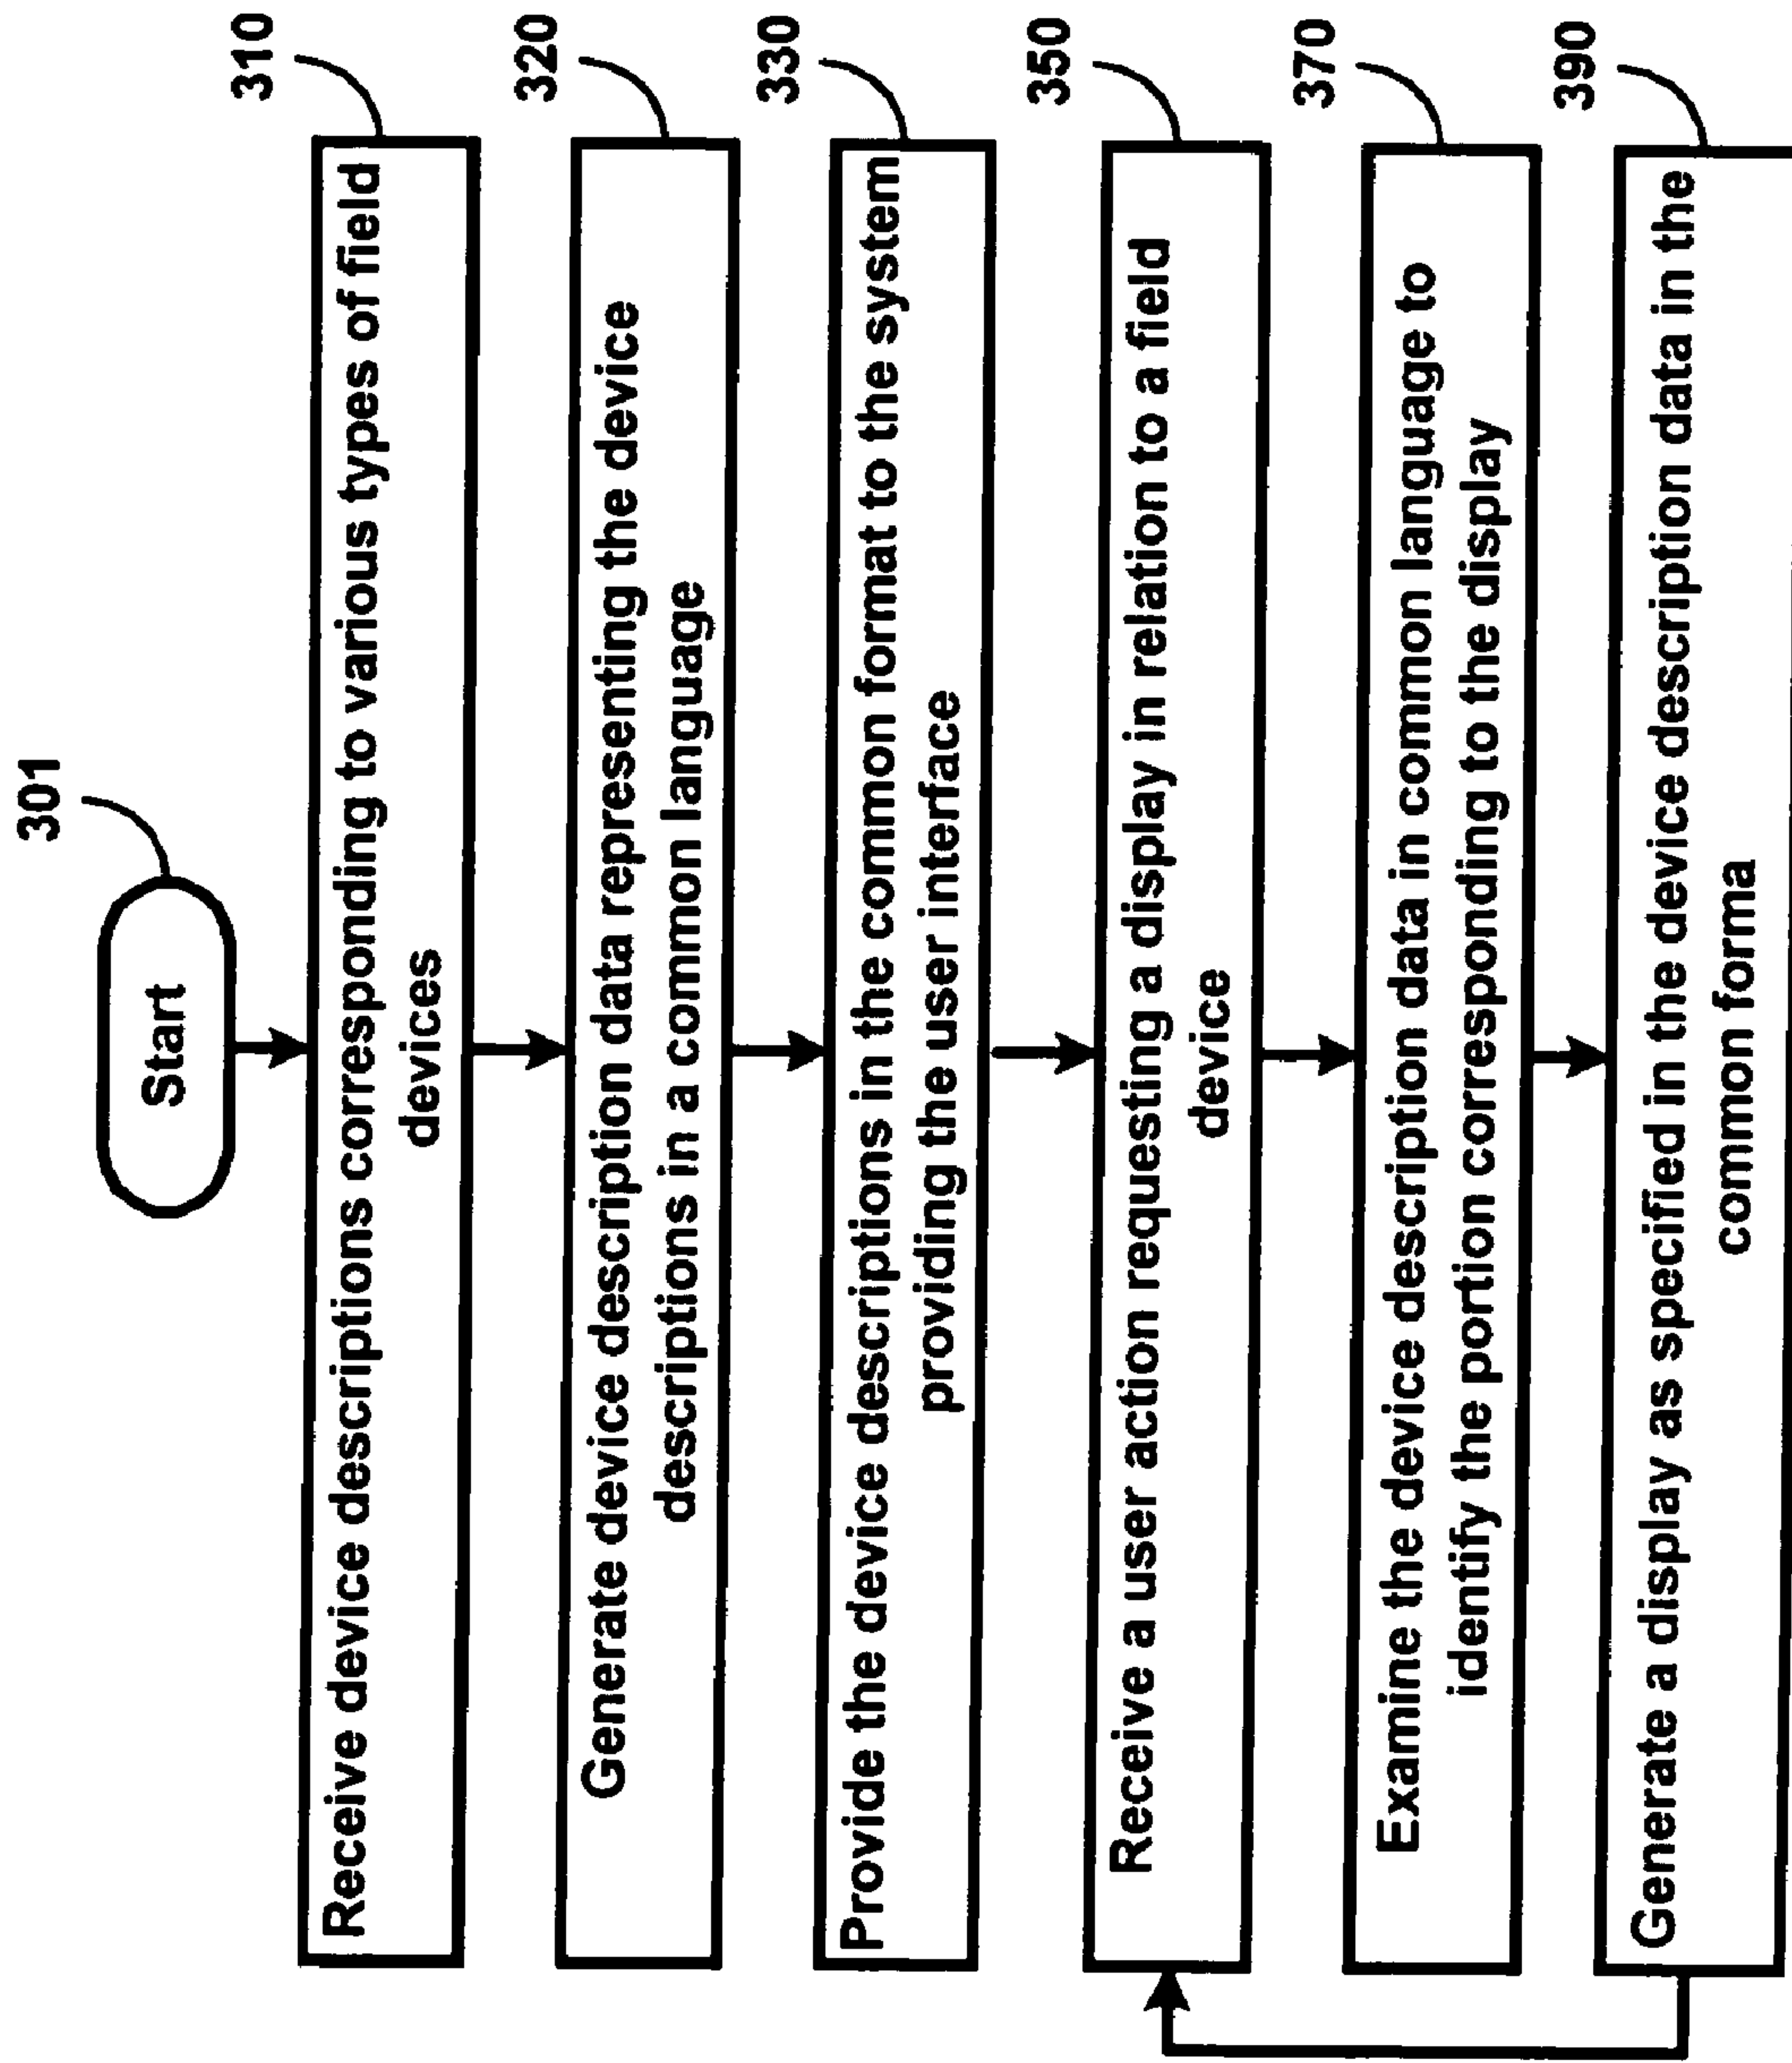 301
Start
310
Receive device descriptions corresponding to various types of field
devices
320
Generate device description data representing the device
descriptions in a common language
330
Provide the device descriptions in the common format to the system
providing the user interface
350
Receive a user action requesting a display in relation to a field
device
370
Examine the device description data in common language to
identify the portion corresponding to the display
390
Generate a display as specified in the device description data in the
common forma